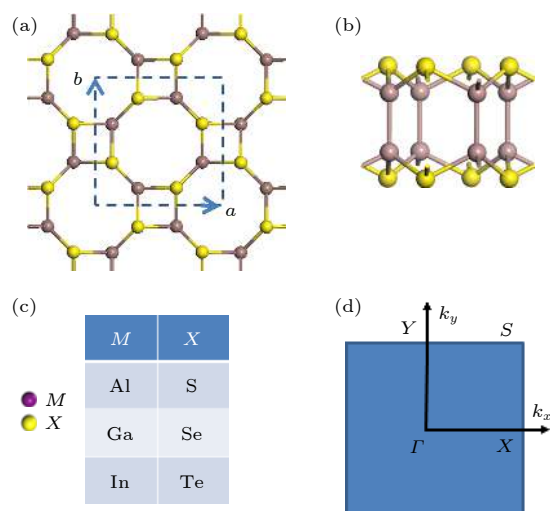 (a)
(b)
b
a
(c)
(d)
M X
Al S
Ga Se
In Te
M
X
Y
k_y
S
k_x
Γ
X